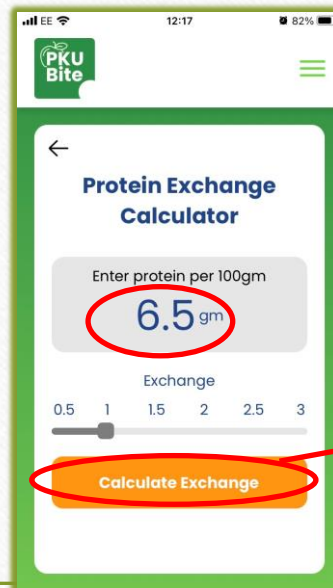 EE 12:17 82%
PKU
Bite
Protein Exchange
Calculator
Enter protein per 100gm
6.5 gm
Exchange
0.5 1 1.5 2 2.5 3
Calculate Exchange